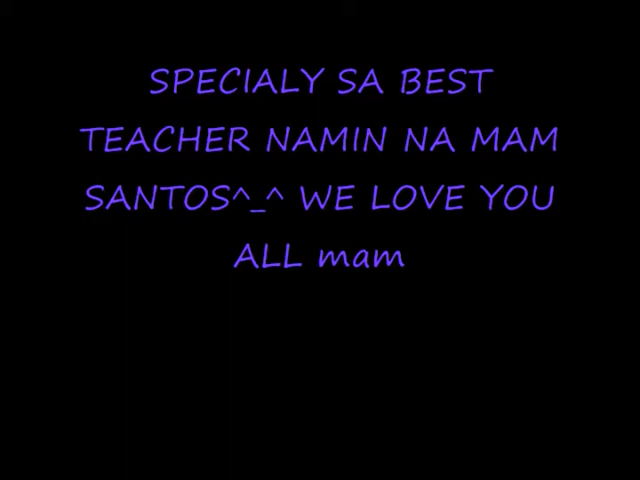 SPECIALY SA BEST
TEACHER NAMIN NA MAM
SANTOS^_^ WE LOVE YOU
ALL mam